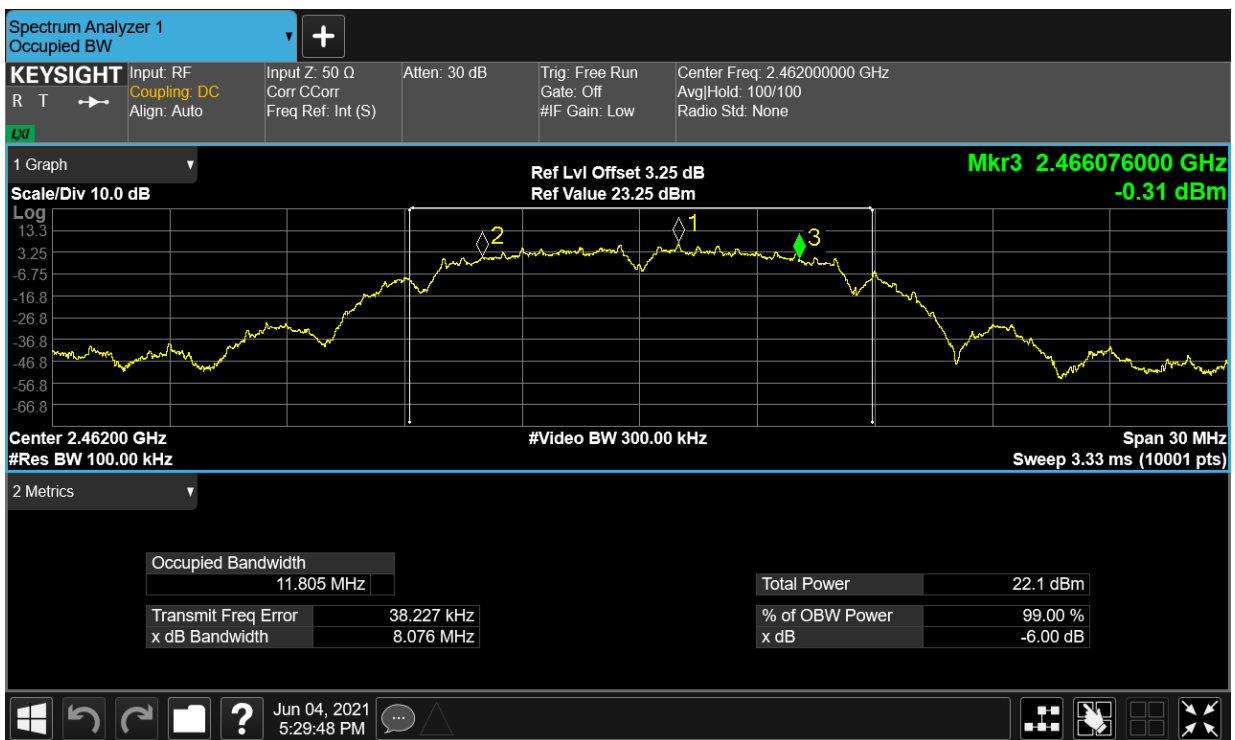 Spectrum Analyzer 1
Occupied BW
KEYSIGHT
R T
LXI
Input: RF
Coupling: DC
Align: Auto
Input Z: 50 Ω
Corr CCorr
Freq Ref: Int (S)
Atten: 30 dB
Trig: Free Run
Gate: Off
#IF Gain: Low
Center Freq: 2.462000000 GHz
Avg|Hold: 100/100
Radio Std: None
1 Graph
Scale/Div 10.0 dB
Ref Lvl Offset 3.25 dB
Ref Value 23.25 dBm
Mkr3 2.466076000 GHz
-0.31 dBm
Log
13.3
3.25
-6.75
-16.8
-26.8
-36.8
-46.8
-56.8
-66.8
2
1
3
Center 2.46200 GHz
#Res BW 100.00 kHz
#Video BW 300.00 kHz
Span 30 MHz
Sweep 3.33 ms (10001 pts)
2 Metrics
Occupied Bandwidth
11.805 MHz
Total Power 22.1 dBm
Transmit Freq Error 38.227 kHz
% of OBW Power 99.00 %
x dB Bandwidth 8.076 MHz
x dB -6.00 dB
?
Jun 04, 2021
5:29:48 PM